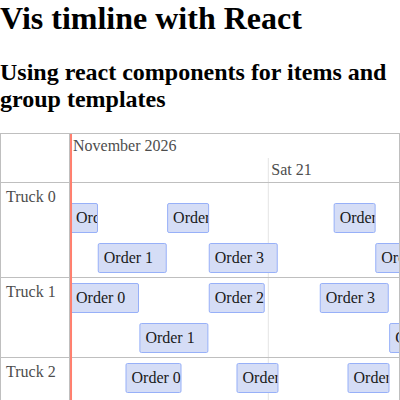 Vis timline with React
Using react components for items and
group templates
November 2026
Sat 21
Truck 0
Order
Order 1
Order 3
Truck 1
Order 0
Order 2
Order 3
Order 1
Truck 2
Order 0